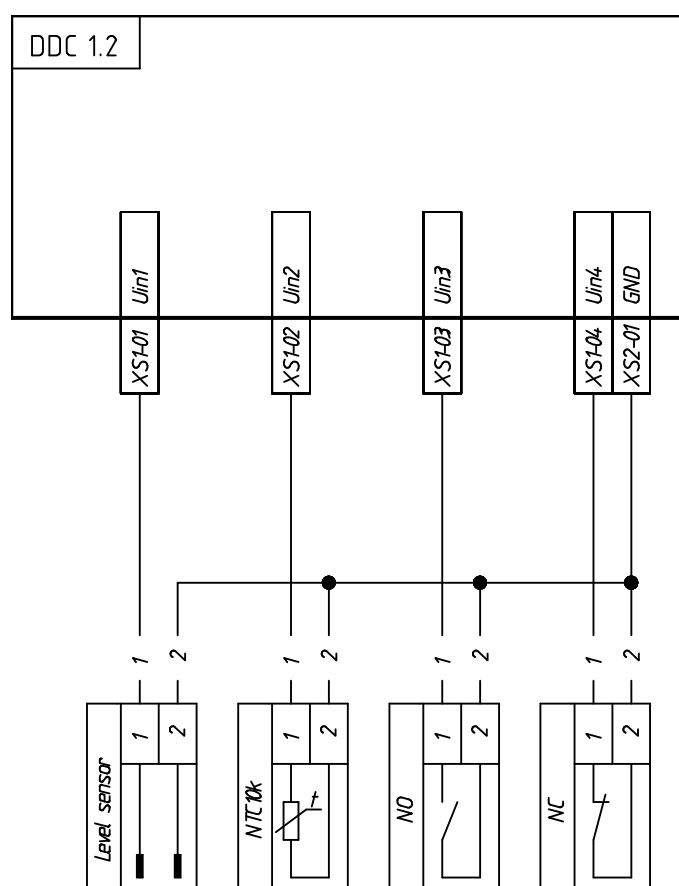 DDC 1.2
Uin1
Uin2
Uin3
Uin4
GND
XS1-01
XS1-02
XS1-03
XS1-04
XS2-01
1
2
1
2
1
2
1
2
Level sensor
1
2
NTC10k
1
2
t
NO
1
2
NC
1
2